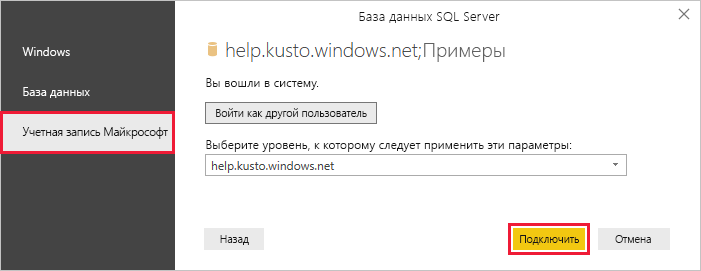 База данных SQL Server
Windows
База данных
Учетная запись Майкрософт
help.kusto.windows.net;Примеры
Вы вошли в систему.
Войти как другой пользователь
Выберите уровень, к которому следует применить эти параметры:
help.kusto.windows.net
Назад
Подключить
Отмена